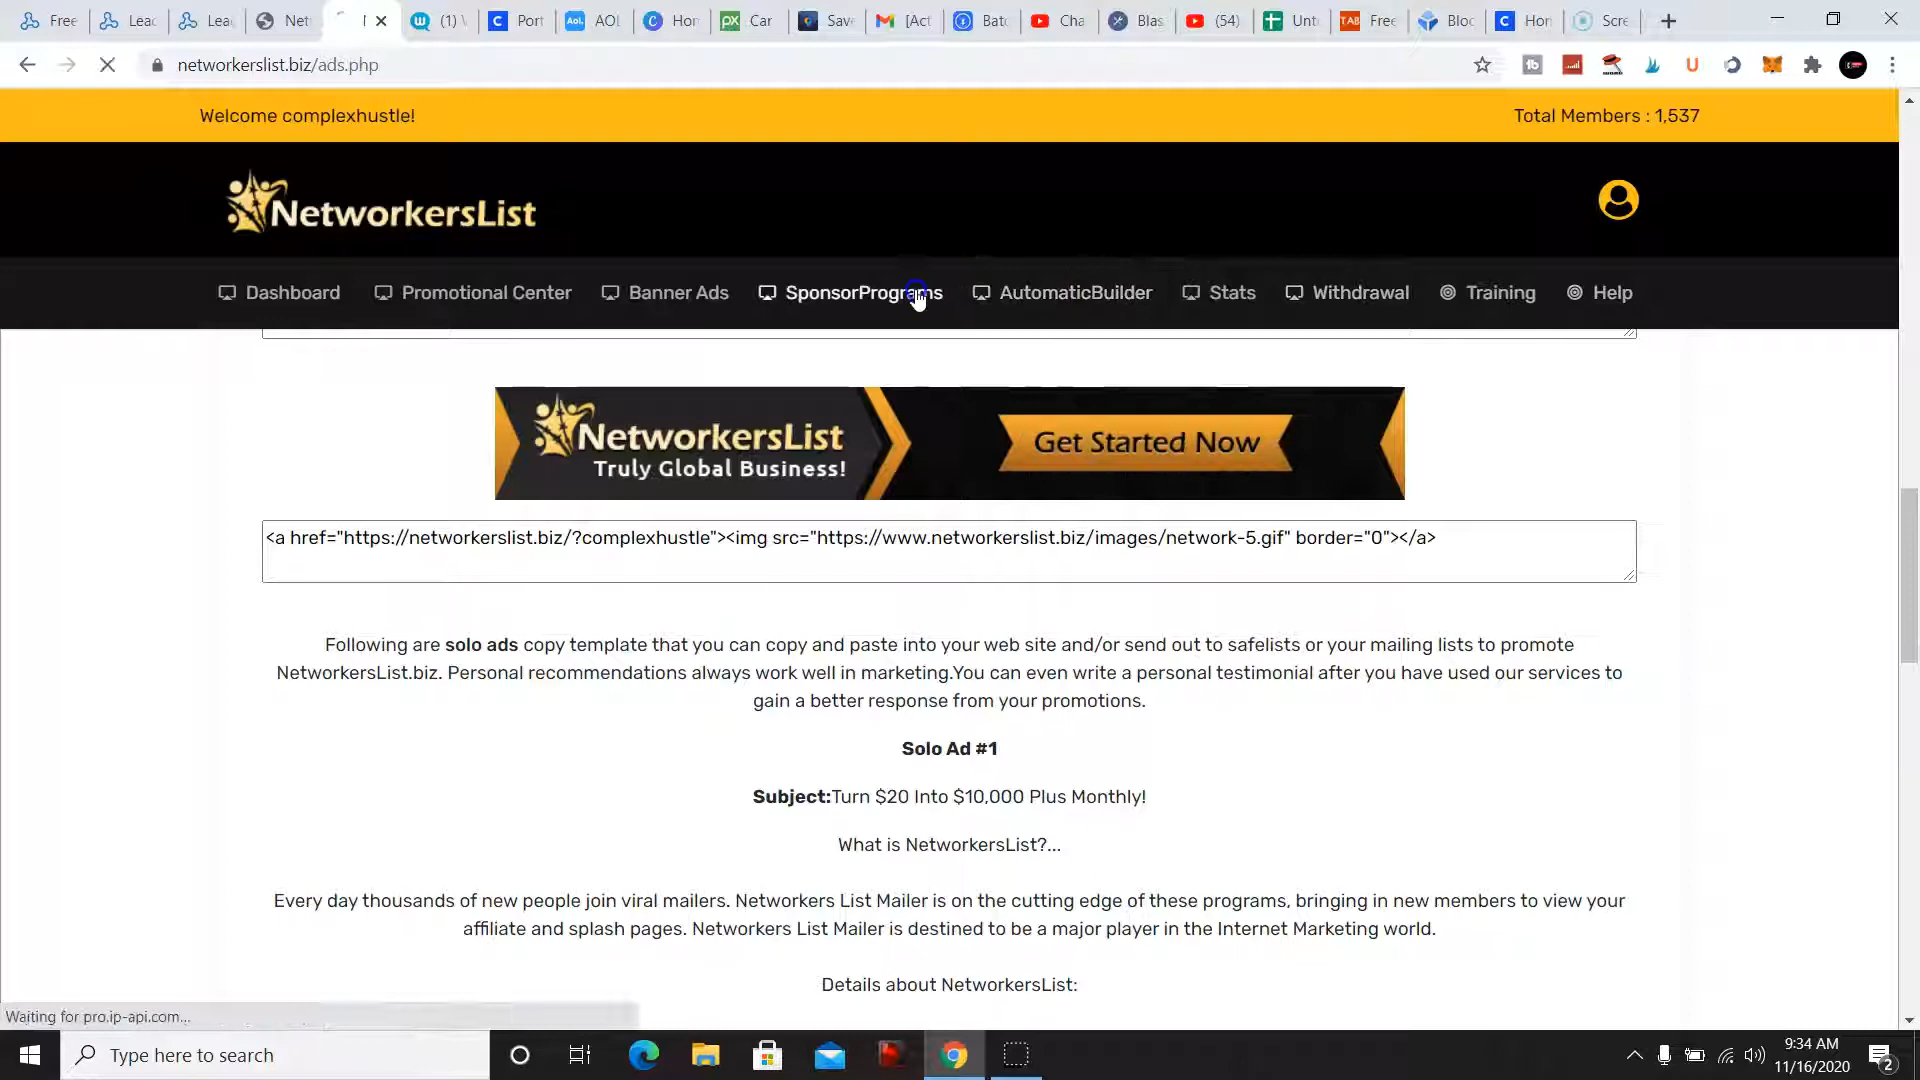 Free
Lea
Lea
Net
(1)
Port
AOL
Hon
Car
Save
[Act
Batc
Cha
Blas
(54)
Unt
Free
Bloc
Hon
Scre
networkerslist.biz/ads.php
Welcome complexhustle!
Total Members : 1,537
NetworkersList
Dashboard
Promotional Center
Banner Ads
SponsorPrograms
AutomaticBuilder
Stats
Withdrawal
Training
Help
NetworkersList
Truly Global Business!
Get Started Now
<a href="https://networkerslist.biz/?complexhustle"><img src="https://www.networkerslist.biz/images/network-5.gif" border="0"></a>
Following are solo ads copy template that you can copy and paste into your web site and/or send out to safelists or your mailing lists to promote
NetworkersList.biz. Personal recommendations always work well in marketing.You can even write a personal testimonial after you have used our services to
gain a better response from your promotions.
Solo Ad #1
Subject:Turn $20 Into $10,000 Plus Monthly!
What is NetworkersList?...
Every day thousands of new people join viral mailers. Networkers List Mailer is on the cutting edge of these programs, bringing in new members to view your
affiliate and splash pages. Networkers List Mailer is destined to be a major player in the Internet Marketing world.
Details about NetworkersList:
Waiting for pro.ip-api.com...
Type here to search
9:34 AM
11/16/2020
2